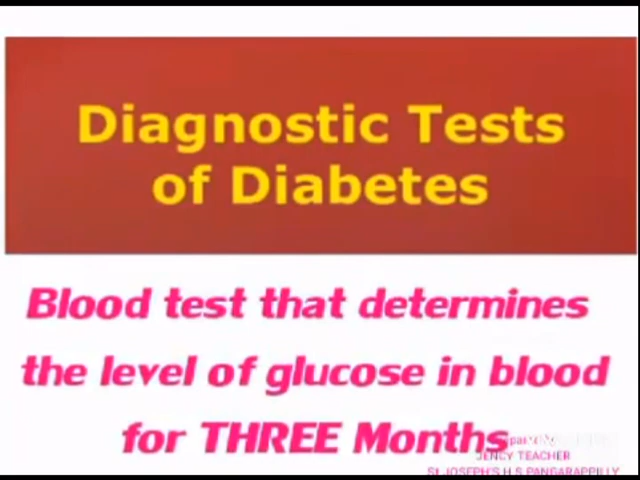 Diagnostic Tests
of Diabetes
Blood test that determines
the level of glucose in blood
for THREE Months
JENCY TEACHER
St.JOSEPH'S H S PANGARAPPILLY